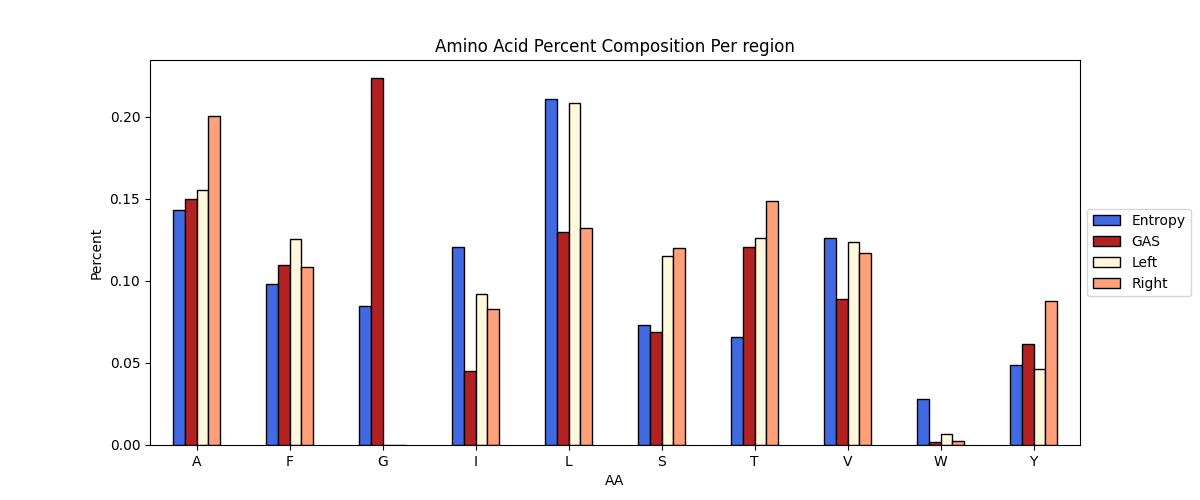 Amino Acid Percent Composition Per region
Percent
0.20
0.15
0.10
0.05
0.00
A F G I L S T V W Y
AA
Entropy
GAS
Left
Right